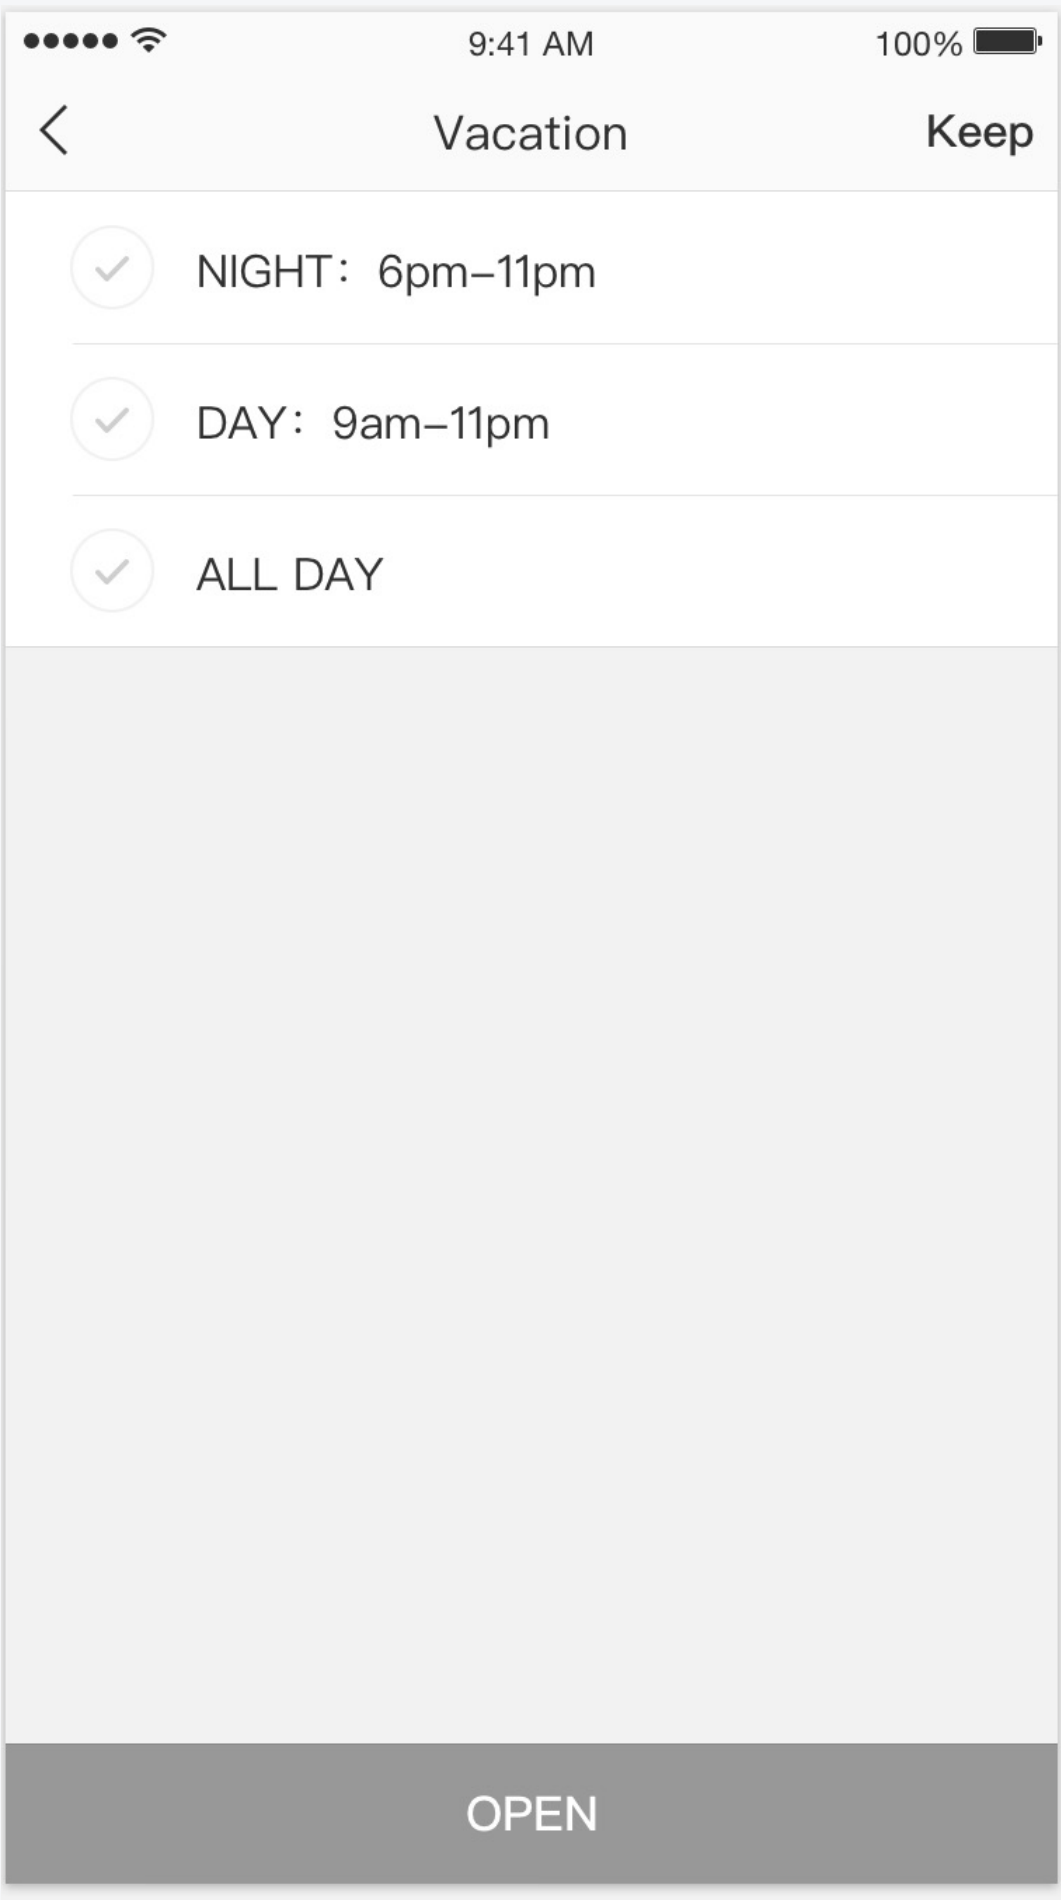 9:41 AM 100%
Vacation Keep
NIGHT: 6pm–11pm
DAY: 9am–11pm
ALL DAY
OPEN